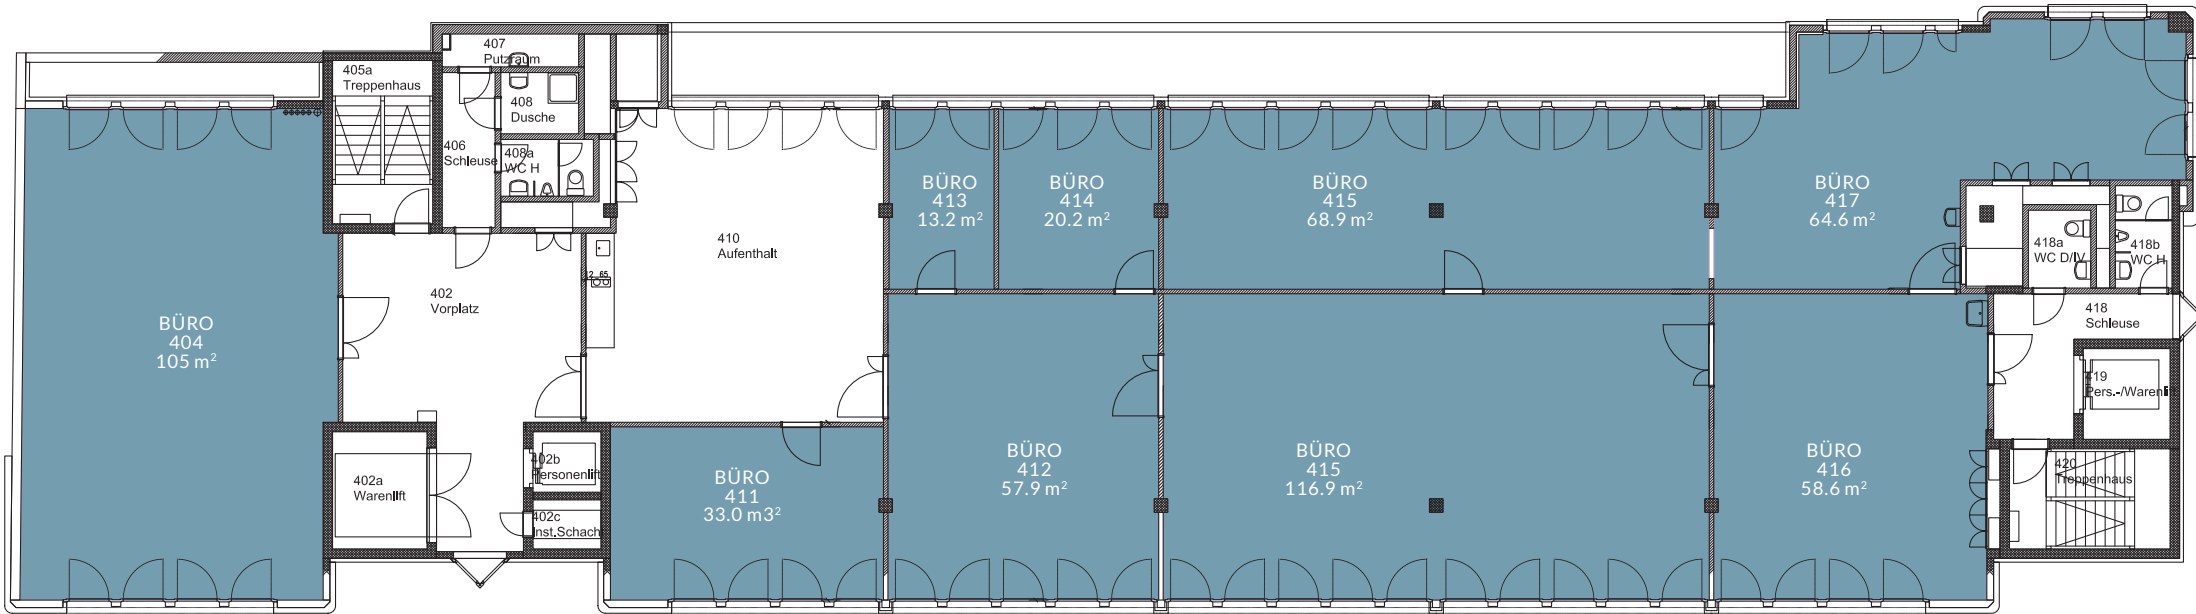 407
Putzraum
405a
Treppenhaus
408
Dusche
406
Schleuse
408a
WC H
BÜRO
413
13.2 m²
BÜRO
414
20.2 m²
BÜRO
415
68.9 m²
BÜRO
417
64.6 m²
418a
WC D/IV
418b
WC H
410
Aufenthalt
12 65
402
Vorplatz
BÜRO
404
105 m²
418
Schleuse
419
Pers.-/Warenlift
402a
Warenlift
402b
Personenlift
402c
Inst.Schach
BÜRO
411
33.0 m3²
BÜRO
412
57.9 m²
BÜRO
415
116.9 m²
BÜRO
416
58.6 m²
420
Treppenhaus